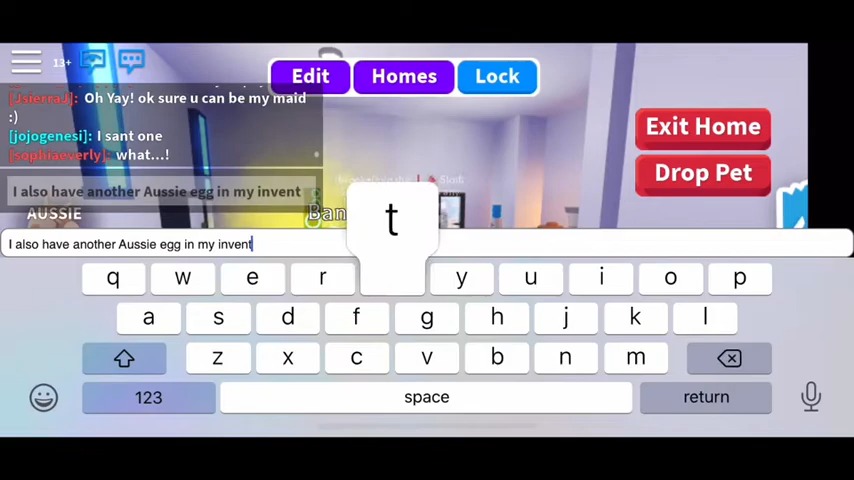 13+
Edit Homes Lock
[JsierraJ]: Oh Yay! ok sure u can be my maid
:)
[jojogenesi]: I sant one
[sophiaeverly]: what...!
Exit Home
Drop Pet
I also have another Aussie egg in my invent
AUSSIE
Ban
I also have another Aussie egg in my invent
t
q w e r y u i o p
a s d f g h j k l
z x c v b n m
123 space return